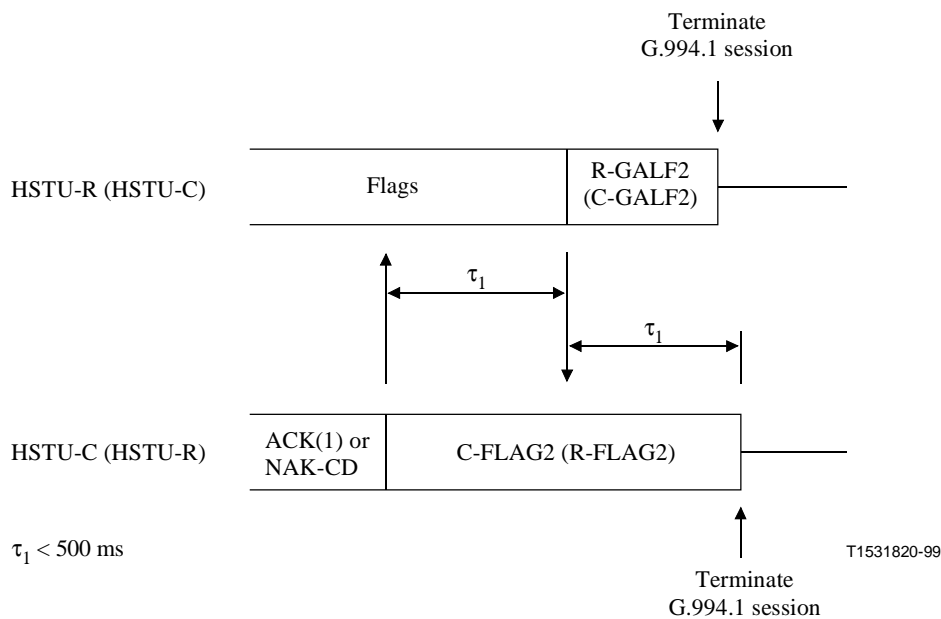 Terminate
G.994.1 session
HSTU-R (HSTU-C)
Flags
R-GALF2
(C-GALF2)
τ1
τ1
HSTU-C (HSTU-R)
ACK(1) or
NAK-CD
C-FLAG2 (R-FLAG2)
τ1 < 500 ms
T1531820-99
Terminate
G.994.1 session